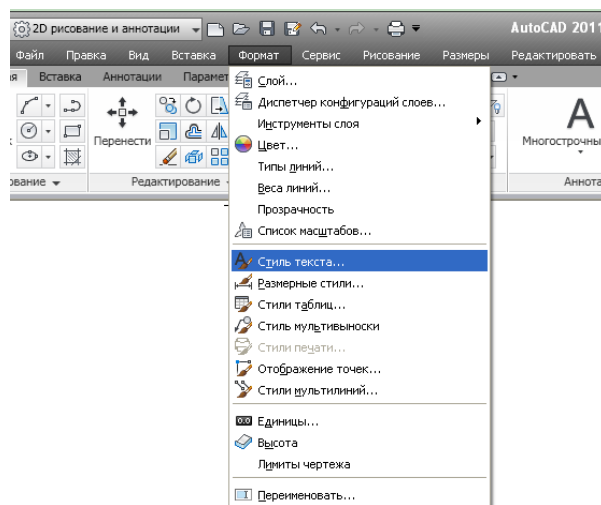 2D рисование и аннотации AutoCAD 2011
Файл Правка Вид Вставка Формат Сервис Рисование Размеры Редактировать
Вставка Аннотации Парамет
Перенести
Многострочны
Редактирование
Аннота
Слой...
Диспетчер конфигураций слоев...
Инструменты слоя
Цвет...
Типы линий...
Веса линий...
Прозрачность
Список масштабов...
Стиль текста...
Размерные стили...
Стили таблиц...
Стиль мультивыноски
Стили печати...
Отображение точек...
Стили мультилиний...
Единицы...
Высота
Лимиты чертежа
Переименовать...